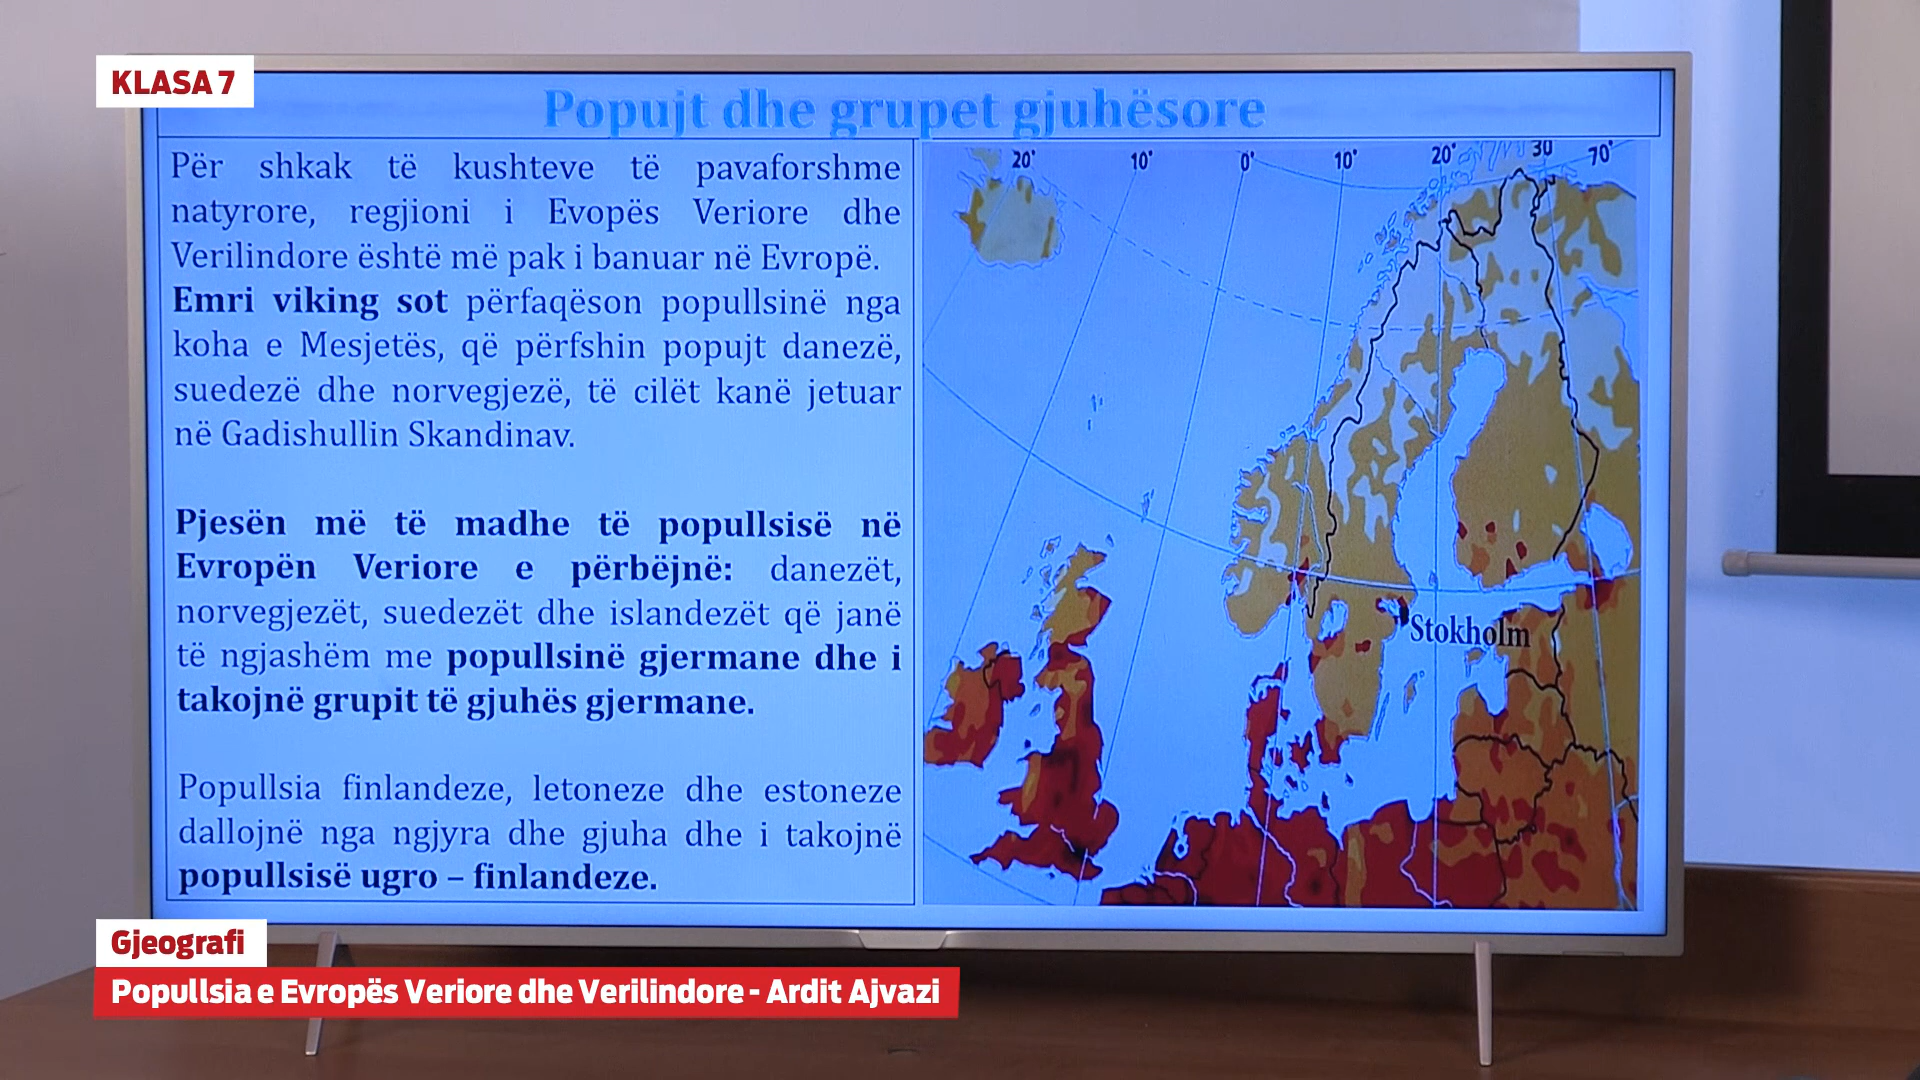 KLASA 7
Popujt dhe grupet gjuhësore
Për shkak të kushteve të pavaforshme
natyrore, regjioni i Evopës Veriore dhe
Verilindore është më pak i banuar në Evropë.
Emri viking sot përfaqëson popullsinë nga
koha e Mesjetës, që përfshin popujt danezë,
suedezë dhe norvegjezë, të cilët kanë jetuar
në Gadishullin Skandinav.
Pjesën më të madhe të popullsisë në
Evropën Veriore e përbëjnë: danezët,
norvegjezët, suedezët dhe islandezët që janë
të ngjashëm me popullsinë gjermane dhe i
takojnë grupit të gjuhës gjermane.
Popullsia finlandeze, letoneze dhe estoneze
dallojnë nga ngjyra dhe gjuha dhe i takojnë
popullsisë ugro – finlandeze.
20° 10° 0° 10° 20° 30 70°
Stokholm
Gjeografi
Popullsia e Evropës Veriore dhe Verilindore - Ardit Ajvazi